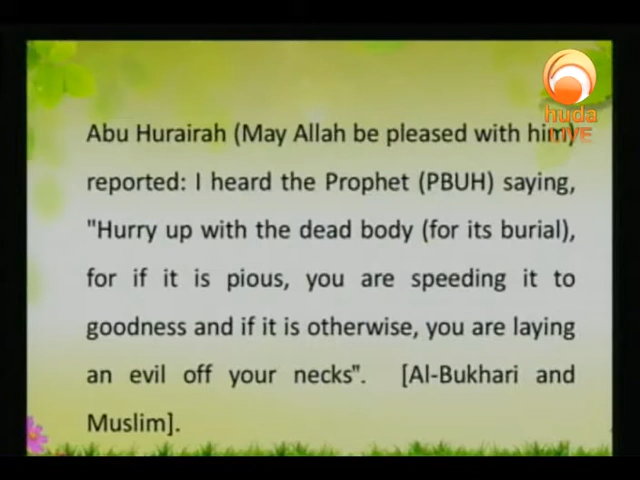 huda
LIVE
Abu Hurairah (May Allah be pleased with him)
reported: I heard the Prophet (PBUH) saying,
"Hurry up with the dead body (for its burial),
for if it is pious, you are speeding it to
goodness and if it is otherwise, you are laying
an evil off your necks". [Al-Bukhari and
Muslim].